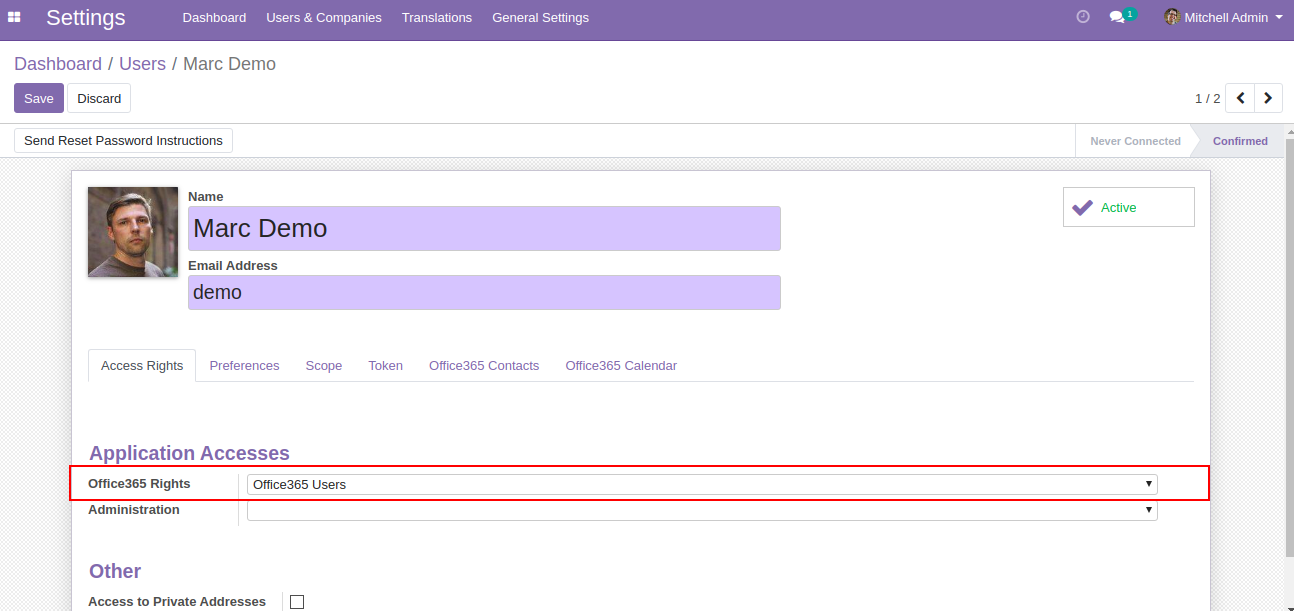 Settings Dashboard Users & Companies Translations General Settings 1 Mitchell Admin
Dashboard / Users / Marc Demo
Save Discard 1 / 2
Send Reset Password Instructions Never Connected Confirmed
Name
Marc Demo
Active
Email Address
demo
Access Rights Preferences Scope Token Office365 Contacts Office365 Calendar
Application Accesses
Office365 Rights Office365 Users
Administration
Other
Access to Private Addresses